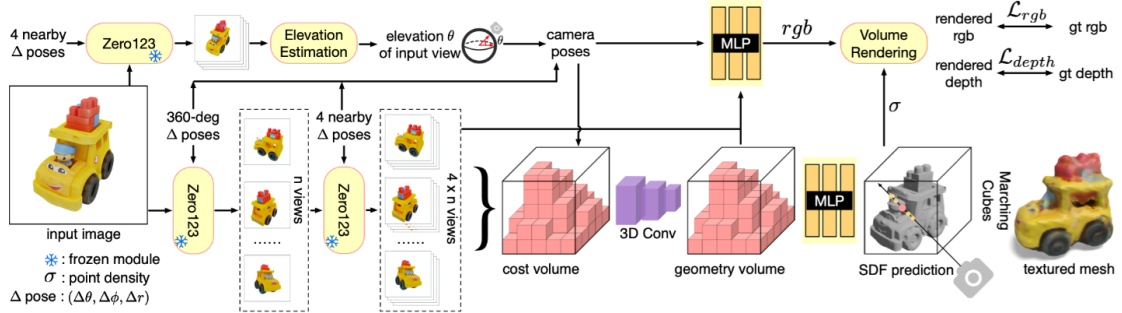 4 nearby
Δ poses
Zero123
Elevation
Estimation
elevation θ
of input view
θ
camera
poses
MLP
rgb
Volume
Rendering
rendered
rgb
ℒ_rgb
gt rgb
rendered
depth
ℒ_depth
gt depth
σ
input image
360-deg
Δ poses
Zero123
n views
4 nearby
Δ poses
Zero123
4 x n views
......
......
cost volume
3D Conv
geometry volume
MLP
SDF prediction
Marching
Cubes
textured mesh
: frozen module
σ : point density
Δ pose : (Δθ, Δϕ, Δr)